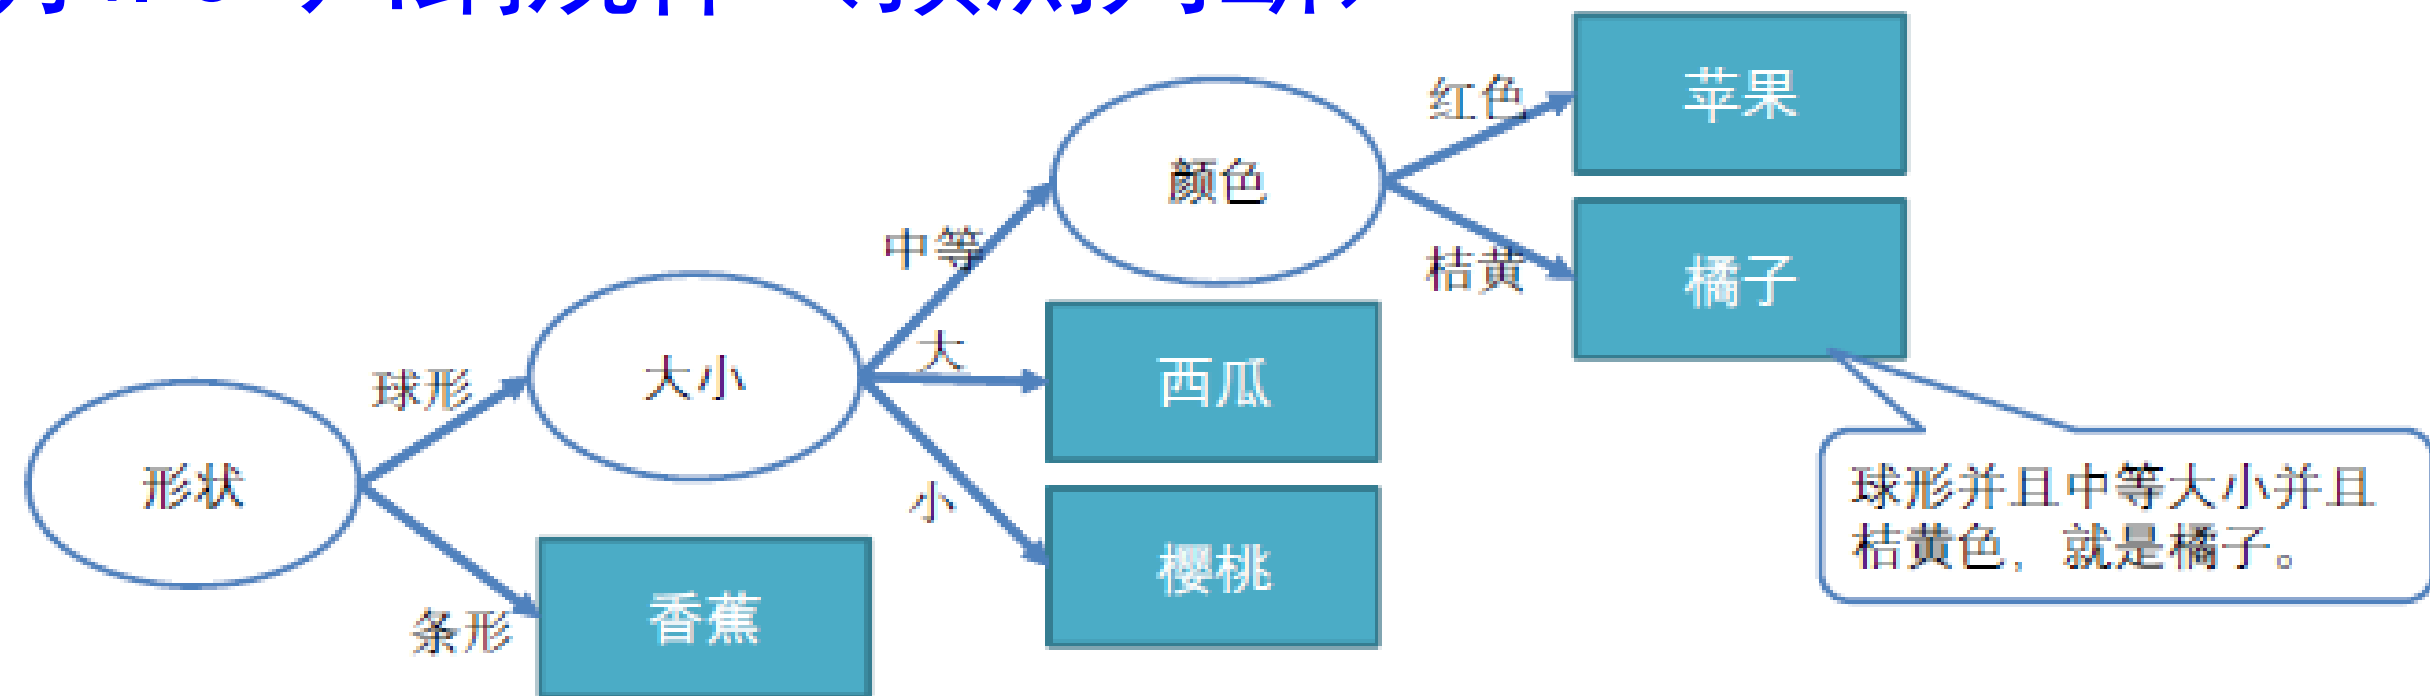 红色
苹果
颜色
中等
桔黄
橘子
大
球形
大小
西瓜
形状
小
球形并且中等大小并且
桔黄色，就是橘子。
樱桃
条形
香蕉